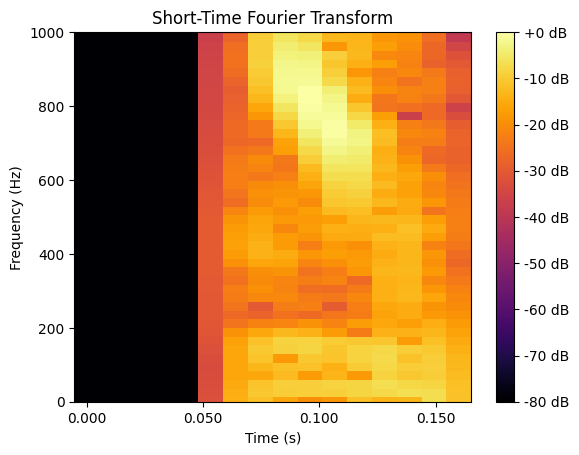 Short-Time Fourier Transform
1000
800
600
400
200
0
Frequency (Hz)
0.000
0.050
0.100
0.150
Time (s)
+0 dB
-10 dB
-20 dB
-30 dB
-40 dB
-50 dB
-60 dB
-70 dB
-80 dB